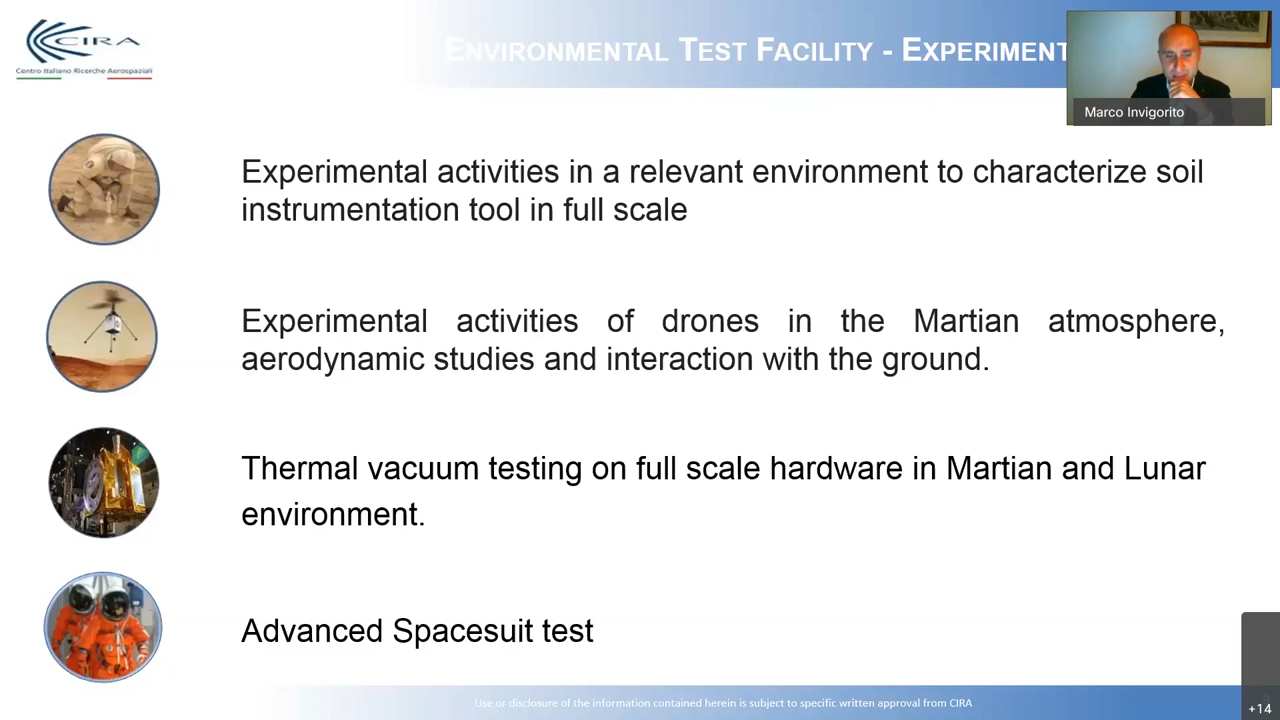 CIRA
Centro Italiano Ricerche Aerospaziali
ENVIRONMENTAL TEST FACILITY - EXPERIMENT
Marco Invigorito
Experimental activities in a relevant environment to characterize soil
instrumentation tool in full scale
Experimental activities of drones in the Martian atmosphere,
aerodynamic studies and interaction with the ground.
Thermal vacuum testing on full scale hardware in Martian and Lunar
environment.
Advanced Spacesuit test
Use or disclosure of the information contained herein is subject to specific written approval from CIRA
+14